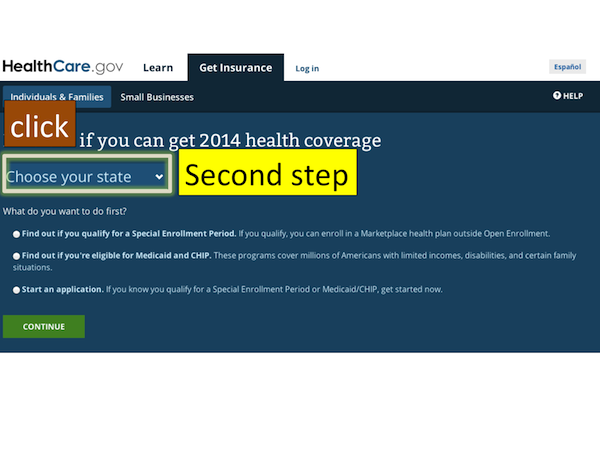 HealthCare.gov Learn Get Insurance Log in Español
Individuals & Families Small Businesses HELP
click if you can get 2014 health coverage
Choose your state Second step
What do you want to do first?
Find out if you qualify for a Special Enrollment Period. If you qualify, you can enroll in a Marketplace health plan outside Open Enrollment.
Find out if you're eligible for Medicaid and CHIP. These programs cover millions of Americans with limited incomes, disabilities, and certain family
situations.
Start an application. If you know you qualify for a Special Enrollment Period or Medicaid/CHIP, get started now.
CONTINUE